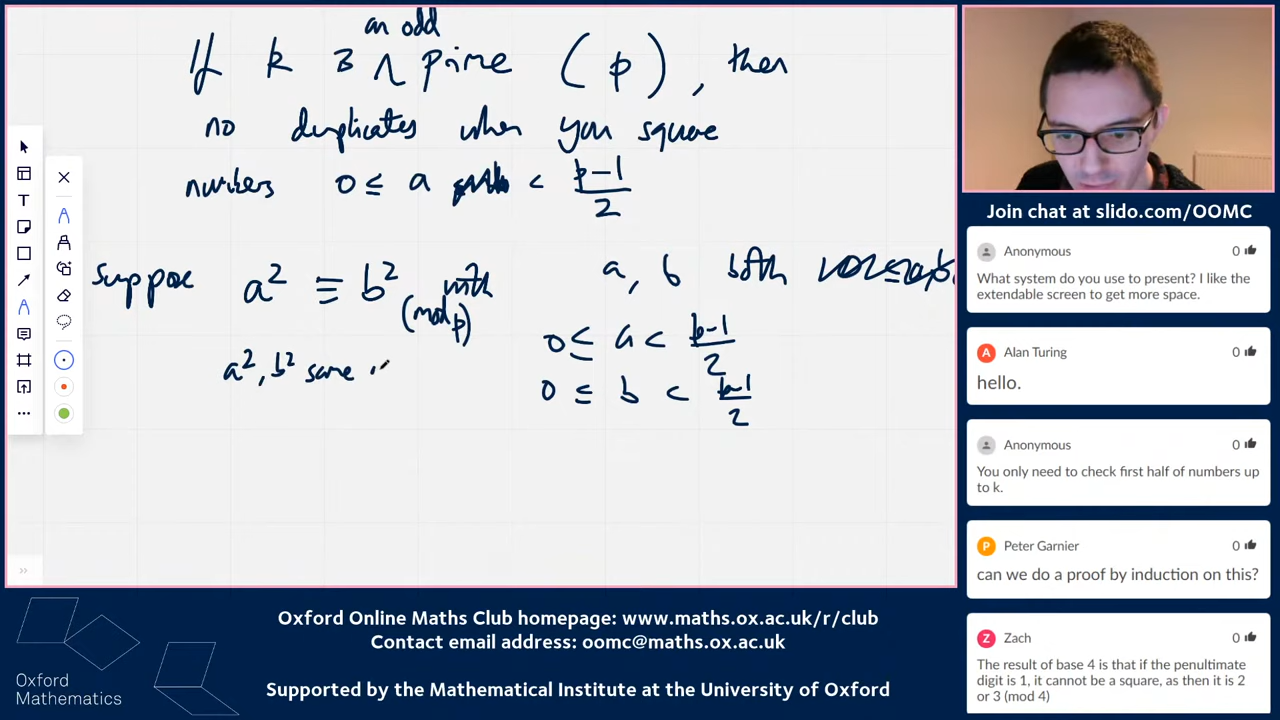 an odd
If k is ∧ prime (p), then
no duplicates when you square
numbers 0 ≤ a < p-1/2
Suppose a² ≡ b² with a, b both
(mod p)
0 ≤ a < p-1/2
a², b² same
0 ≤ b < p-1/2
Join chat at slido.com/OOMC
Anonymous 0
What system do you use to present? I like the
extendable screen to get more space.
A Alan Turing 0
hello.
Anonymous 0
You only need to check first half of numbers up
to k.
P Peter Garnier 0
can we do a proof by induction on this?
Z Zach 0
The result of base 4 is that if the penultimate
digit is 1, it cannot be a square, as then it is 2
or 3 (mod 4)
Oxford
Mathematics
Oxford Online Maths Club homepage: www.maths.ox.ac.uk/r/club
Contact email address: oomc@maths.ox.ac.uk
Supported by the Mathematical Institute at the University of Oxford